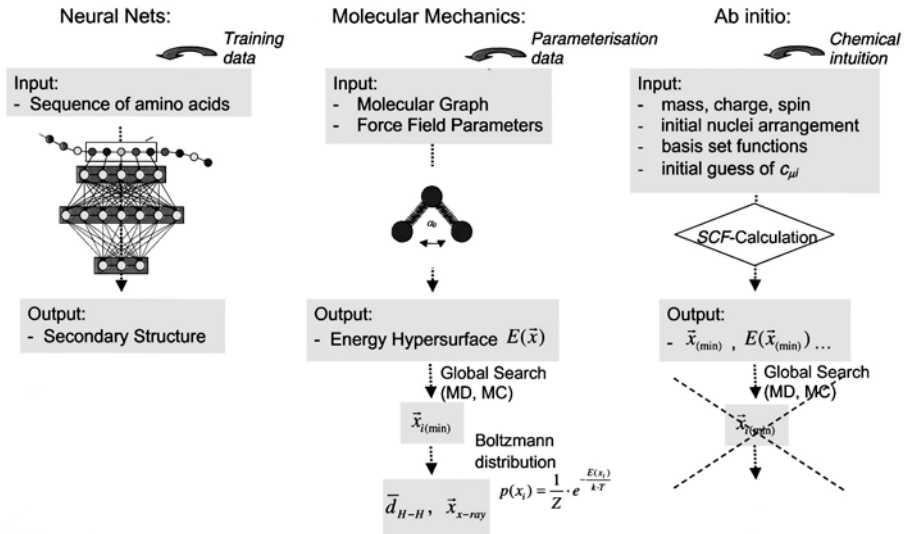 Neural Nets:
Training
data
Input:
- Sequence of amino acids
Output:
- Secondary Structure
Molecular Mechanics:
Parameterisation
data
Input:
- Molecular Graph
- Force Field Parameters
α₀
Output:
- Energy Hypersurface E(x⃗)
Global Search
(MD, MC)
x⃗ i(min)
Boltzmann
distribution
p(xᵢ) = 1/Z · e^(-E(xᵢ)/k·T)
d̅ H–H , x⃗ x-ray
Ab initio:
Chemical
intuition
Input:
- mass, charge, spin
- initial nuclei arrangement
- basis set functions
- initial guess of c μi
SCF-Calculation
Output:
- x⃗ (min) , E(x⃗ (min)) ...
Global Search
(MD, MC)
x⃗ i(min)